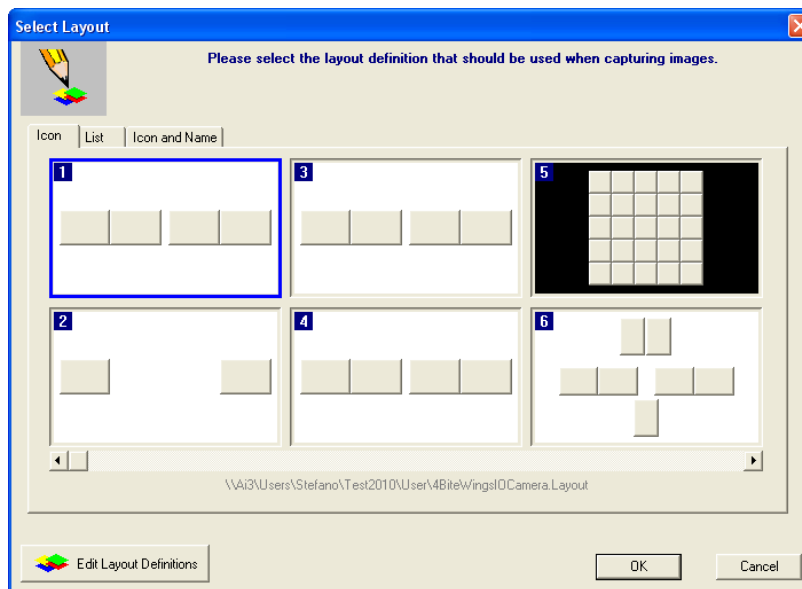 Select Layout
Please select the layout definition that should be used when capturing images.
Icon
List
Icon and Name
1
3
5
2
4
6
\\Ai3\Users\Stefano\Test2010\User\4BiteWingsIOCamera.Layout
Edit Layout Definitions
OK
Cancel